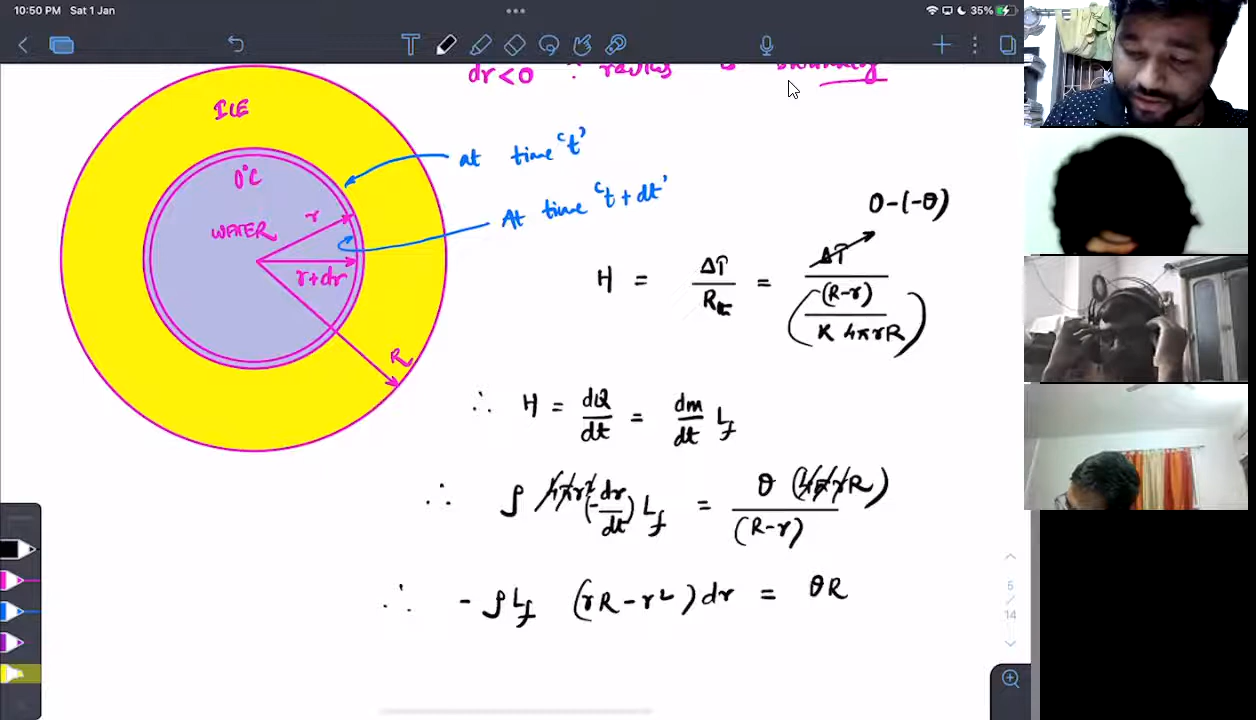 10:50 PM Sat 1 Jan
35%
dr < 0 ∵ radius is
ICE
at time 't'
0°C
At time 't + dt'
WATER
r
r+dr
R
0-(-θ)
H = ΔT / R_th = ΔT / ((R-r) / (K 4πrR))
∴ H = dQ/dt = dm/dt L_f
∴ ρ 4πr² (-dr/dt) L_f = θ (4πrR) / (R-r)
∴ -ρL_f (rR-r²) dr = θR
5
/
14